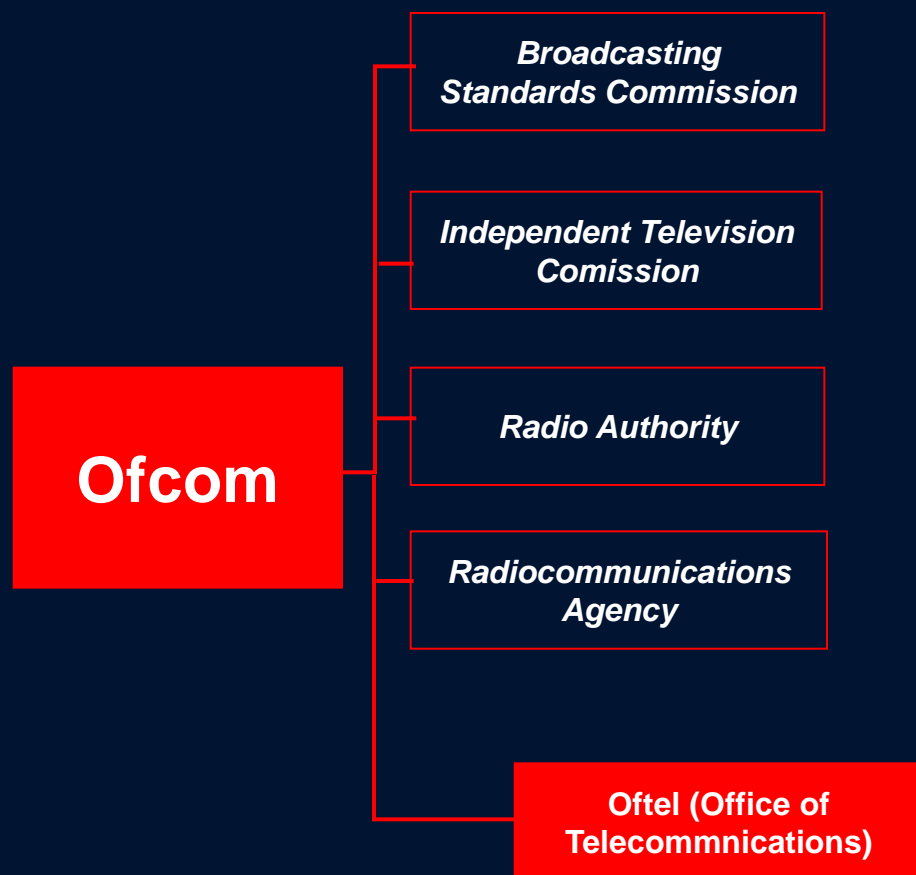 Broadcasting
Standards Commission
Independent Television
Comission
Radio Authority
Ofcom
Radiocommunications
Agency
Oftel (Office of
Telecommnications)